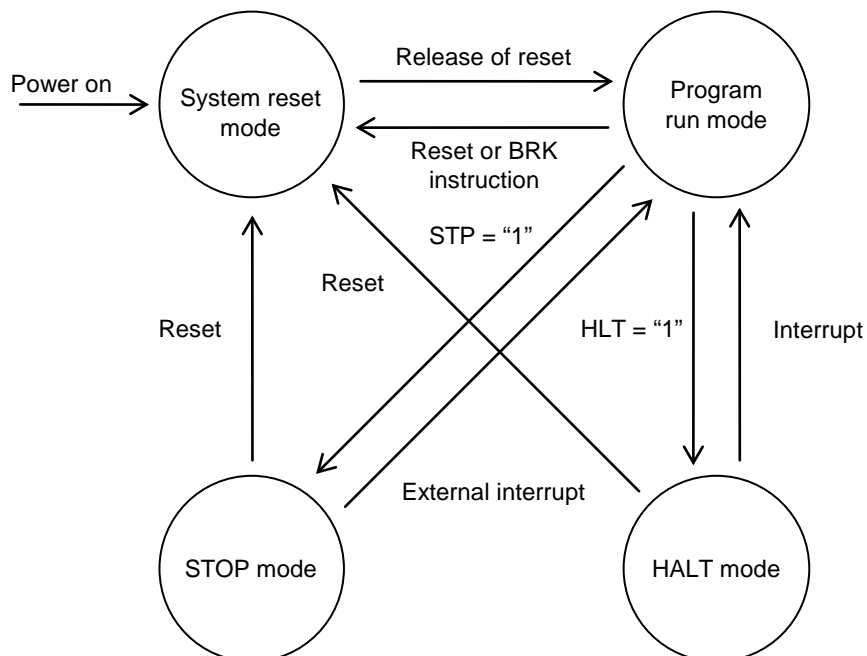 Release of reset
Power on
System reset
mode
Program
run mode
Reset or BRK
instruction
STP = “1”
Reset
Reset
HLT = “1”
Interrupt
External interrupt
STOP mode
HALT mode